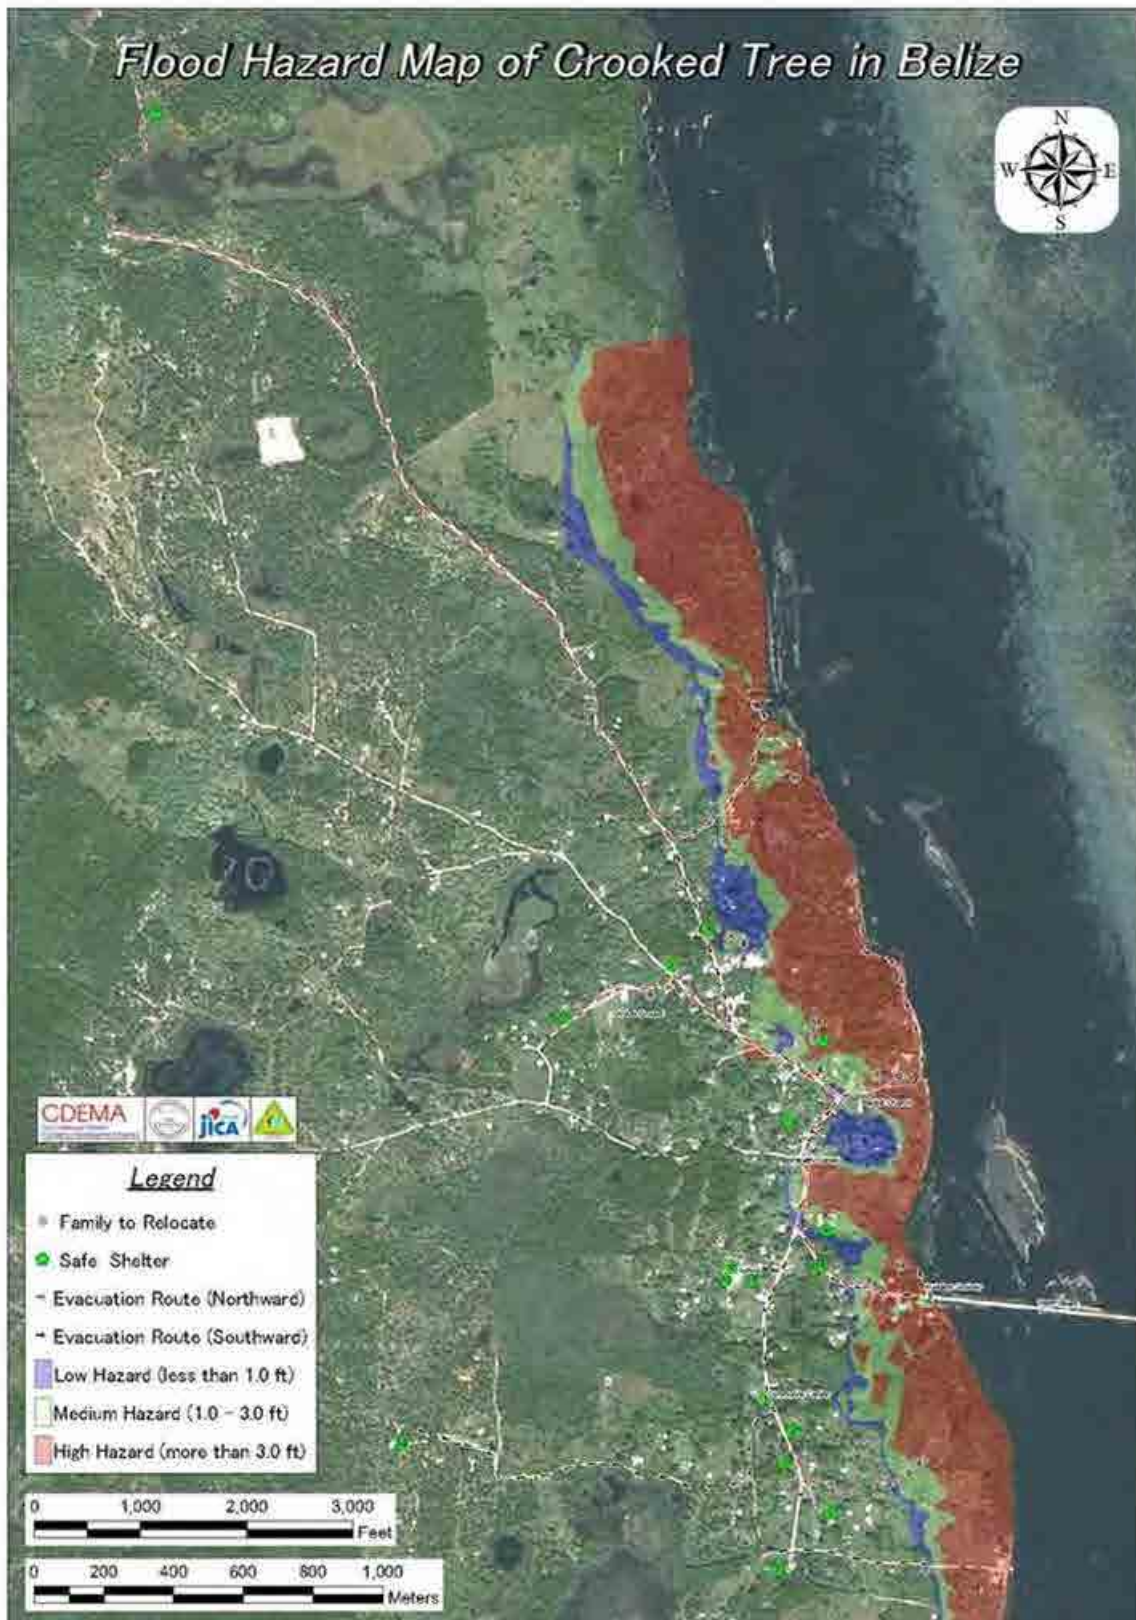 Flood Hazard Map of Crooked Tree in Belize
N
W E
S
CDEMA
JICA
Legend
Family to Relocate
Safe Shelter
Evacuation Route (Northward)
Evacuation Route (Southward)
Low Hazard (less than 1.0 ft)
Medium Hazard (1.0 - 3.0 ft)
High Hazard (more than 3.0 ft)
0 1,000 2,000 3,000
Feet
0 200 400 600 800 1,000
Meters